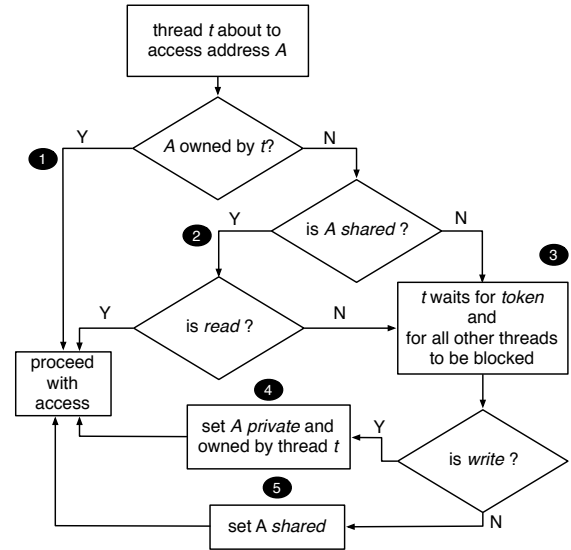 thread t about to
access address A
Y
A owned by t?
N
1
Y
is A shared ?
N
2
3
Y
is read ?
N
t waits for token
and
for all other threads
to be blocked
proceed
with
access
4
set A private and
owned by thread t
Y
is write ?
5
set A shared
N